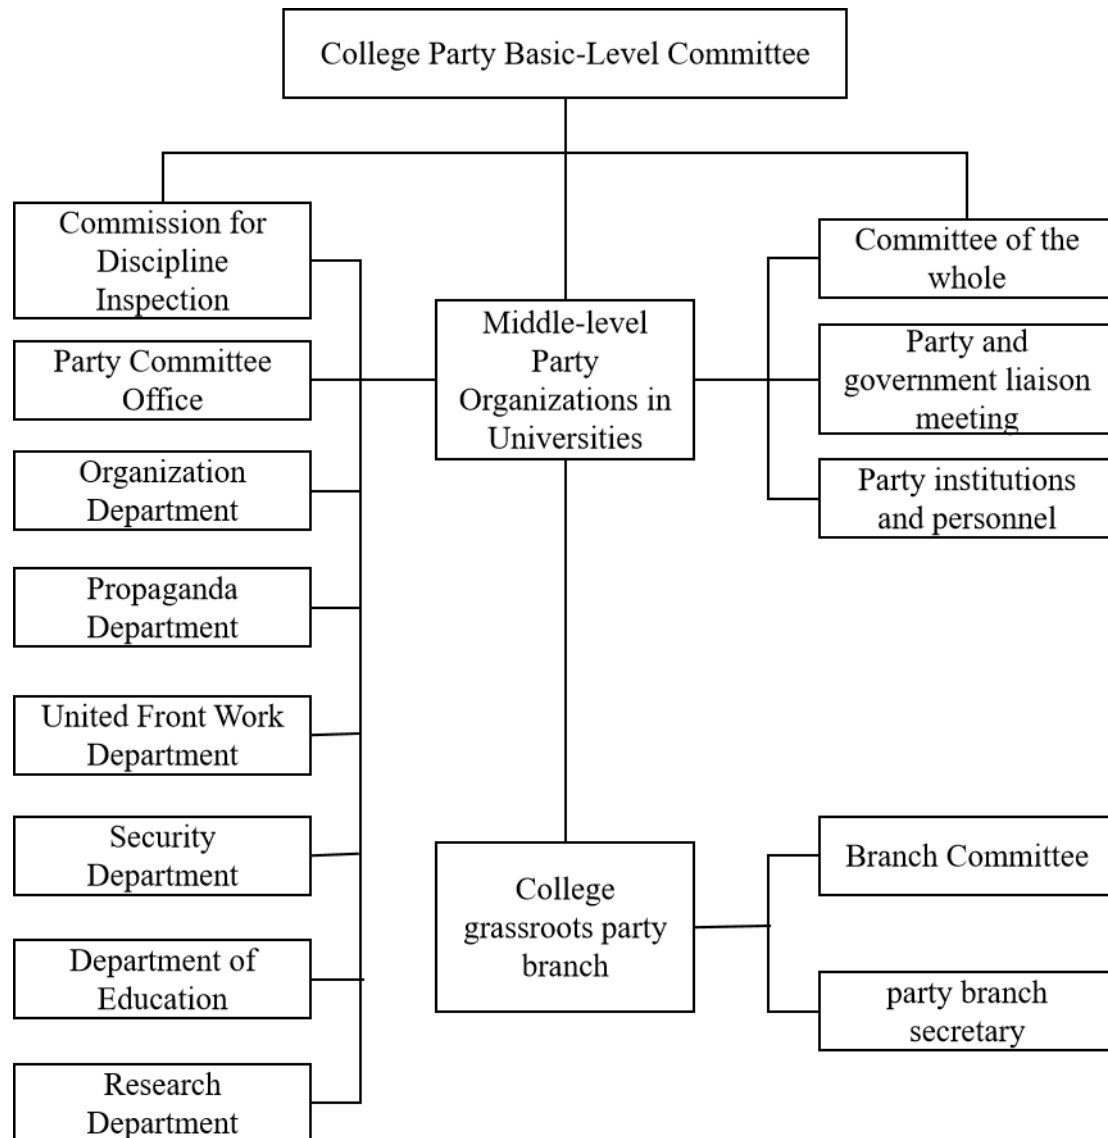 College Party Basic-Level Committee
Commission for
Discipline
Inspection
Party Committee
Office
Organization
Department
Propaganda
Department
United Front Work
Department
Security
Department
Department of
Education
Research
Department
Middle-level
Party
Organizations in
Universities
College
grassroots party
branch
Committee of the
whole
Party and
government liaison
meeting
Party institutions
and personnel
Branch Committee
party branch
secretary